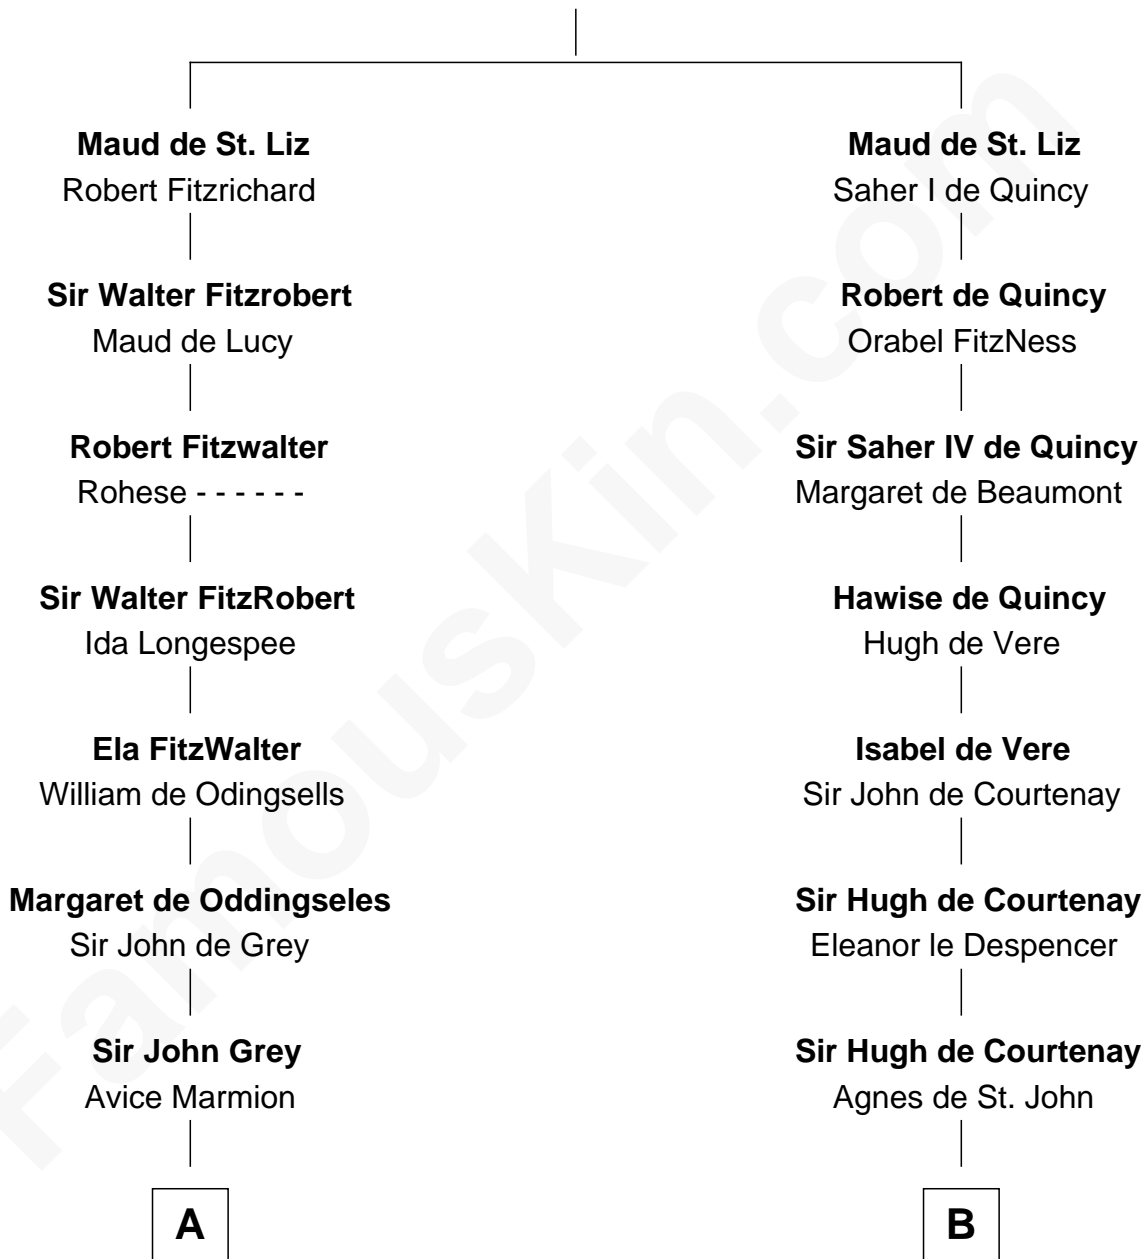 Maud de St. Liz
Robert Fitzrichard
Sir Walter Fitzrobert
Maud de Lucy
Robert Fitzwalter
Rohese - - - - - -
Sir Walter FitzRobert
Ida Longespee
Ela FitzWalter
William de Odingsells
Margaret de Oddingseles
Sir John de Grey
Sir John Grey
Avice Marmion
A
Maud de St. Liz
Saher I de Quincy
Robert de Quincy
Orabel FitzNess
Sir Saher IV de Quincy
Margaret de Beaumont
Hawise de Quincy
Hugh de Vere
Isabel de Vere
Sir John de Courtenay
Sir Hugh de Courtenay
Eleanor le Despencer
Sir Hugh de Courtenay
Agnes de St. John
B
FamousKin.com